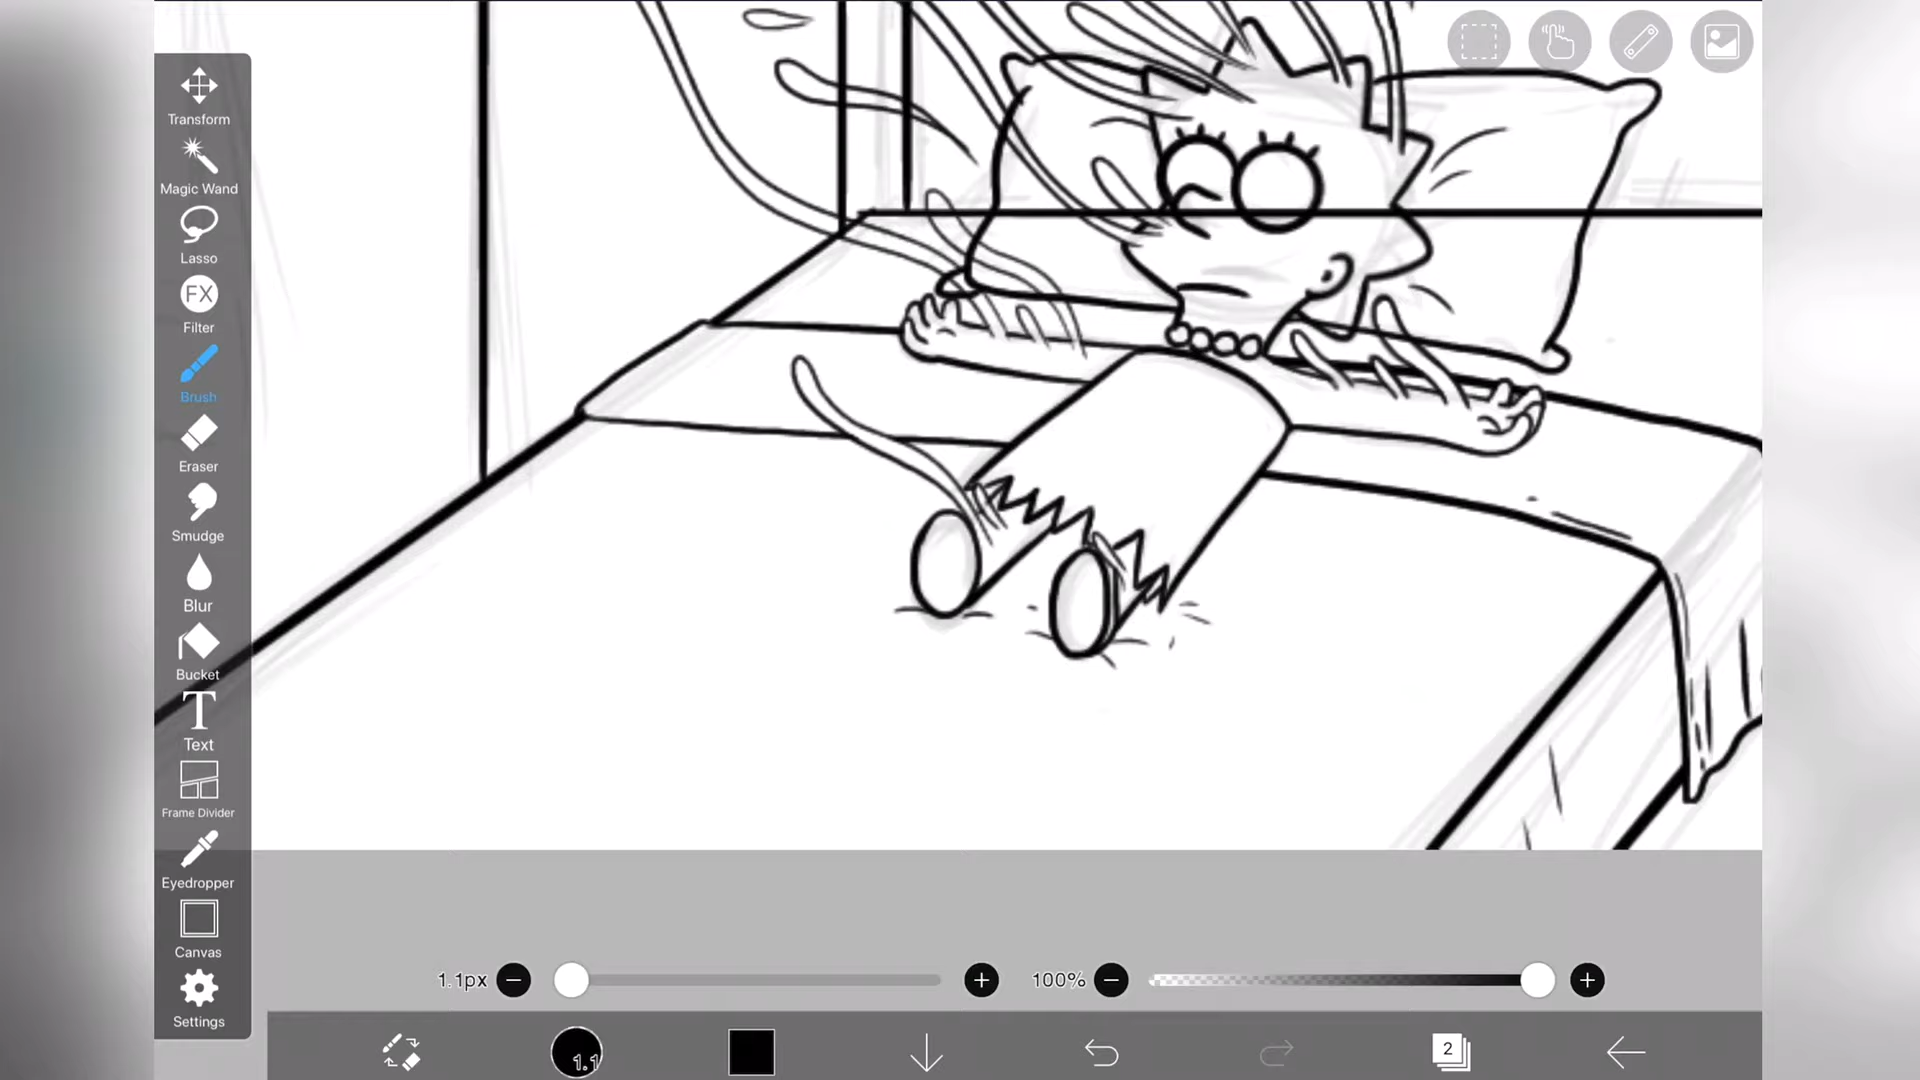 Transform
Magic Wand
Lasso
FX
Filter
Brush
Eraser
Smudge
Blur
Bucket
T
Text
Frame Divider
Eyedropper
Canvas
Settings
1.1px
100%
1.1
2